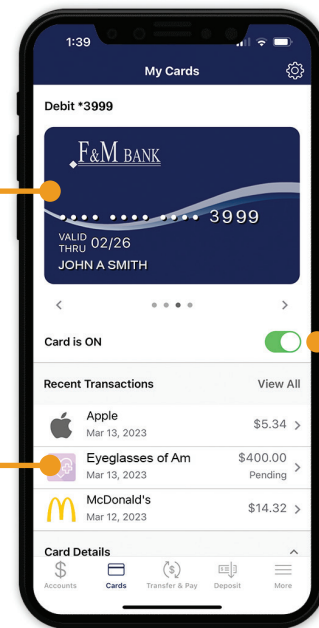 1:39
My Cards
Debit *3999
F&M BANK
•••• •••• •••• 3999
VALID
THRU 02/26
JOHN A SMITH
Card is ON
Recent Transactions View All
Apple
Mar 13, 2023
$5.34
Eyeglasses of Am
Mar 13, 2023
$400.00
Pending
McDonald's
Mar 12, 2023
$14.32
Card Details
Accounts Cards Transfer & Pay Deposit More